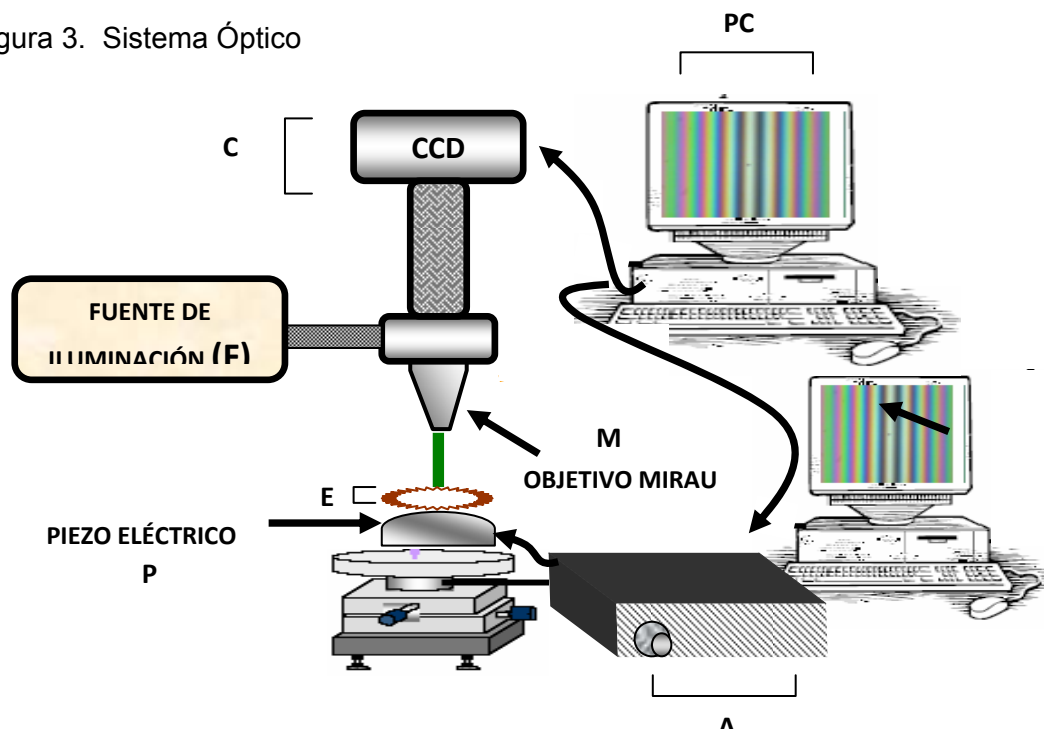 gura 3. Sistema Óptico
PC
C
CCD
FUENTE DE
ILUMINACIÓN (F)
M
OBJETIVO MIRAU
E
PIEZO ELÉCTRICO
P
A